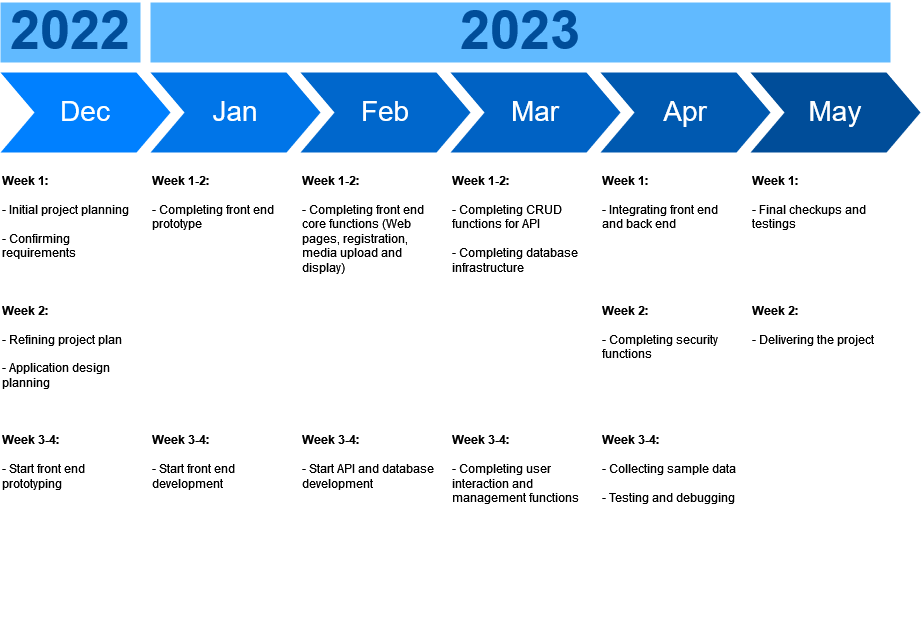 2022
2023
Dec
Jan
Feb
Mar
Apr
May
Week 1:
- Initial project planning
- Confirming
requirements
Week 2:
- Refining project plan
- Application design
planning
Week 3-4:
- Start front end
prototyping
Week 1-2:
- Completing front end
prototype
Week 3-4:
- Start front end
development
Week 1-2:
- Completing front end
core functions (Web
pages, registration,
media upload and
display)
Week 3-4:
- Start API and database
development
Week 1-2:
- Completing CRUD
functions for API
- Completing database
infrastructure
Week 3-4:
- Completing user
interaction and
management functions
Week 1:
- Integrating front end
and back end
Week 2:
- Completing security
functions
Week 3-4:
- Collecting sample data
- Testing and debugging
Week 1:
- Final checkups and
testings
Week 2:
- Delivering the project